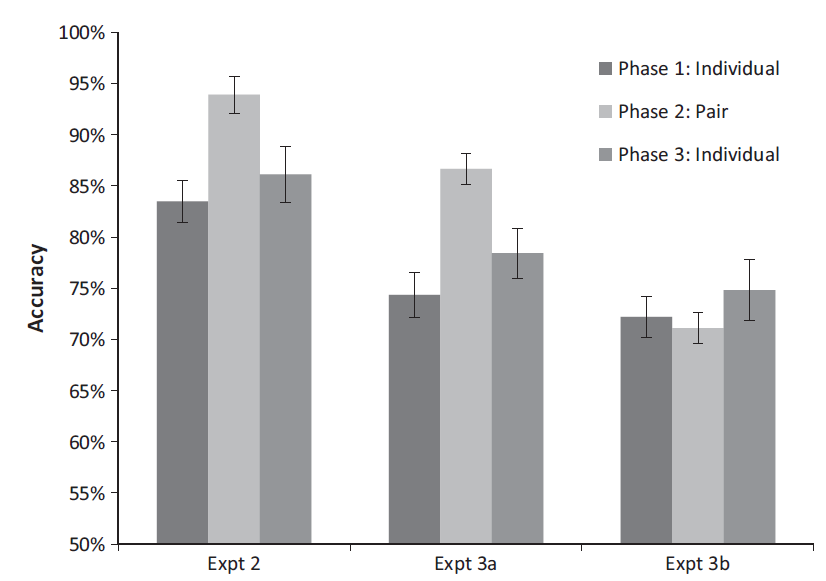 100%
95%
90%
85%
80%
75%
70%
65%
60%
55%
50%
Accuracy
Phase 1: Individual
Phase 2: Pair
Phase 3: Individual
Expt 2
Expt 3a
Expt 3b